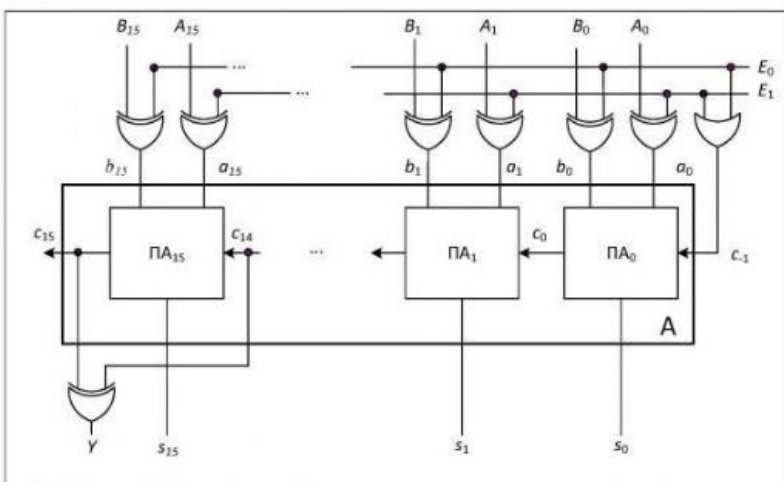 B15 A15 B1 A1 B0 A0
... E0
... E1
b15 a15 b1 a1 b0 a0
c15 ПА15 c14 ... ПА1 c0 ПА0 c-1
A
Y s15 s1 s0